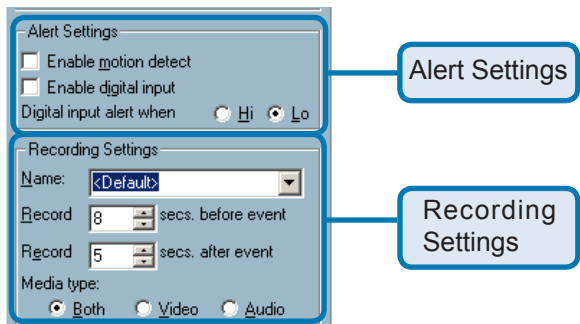 Alert Settings
Enable motion detect
Enable digital input
Digital input alert when Hi Lo
Alert Settings
Recording Settings
Name: <Default>
Record 8 secs. before event
Record 5 secs. after event
Media type:
Both Video Audio
Recording
Settings